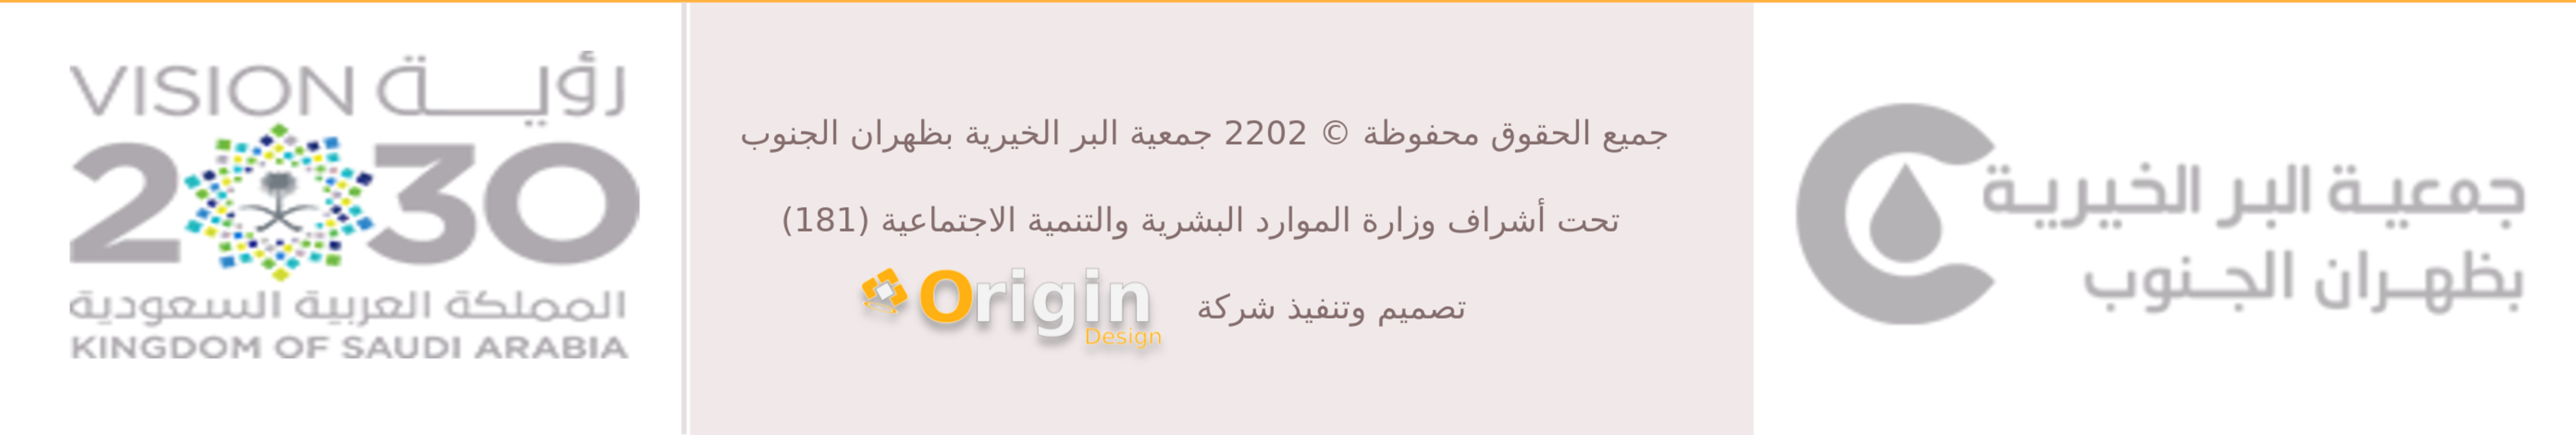 جمعية البر الخيرية
بظهران الجنوب
جميع الحقوق محفوظة © 2202 جمعية البر الخيرية بظهران الجنوب
تحت أشراف وزارة الموارد البشرية والتنمية الاجتماعية (181)
تصميم وتنفيذ شركة Origin
Design
VISION رؤية
2030
المملكة العربية السعودية
KINGDOM OF SAUDI ARABIA